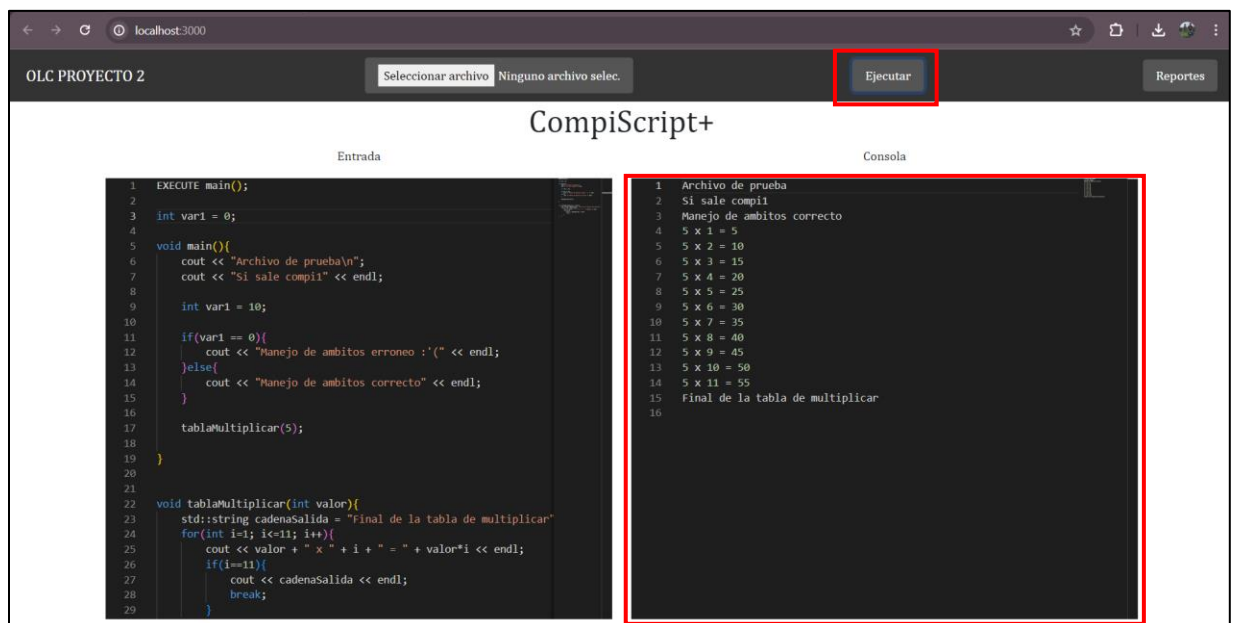 localhost:3000
OLC PROYECTO 2
Seleccionar archivo Ninguno archivo selec.
Ejecutar
Reportes
CompiScript+
Entrada
1 EXECUTE main();
2
3 int var1 = 0;
4
5 void main(){
6 cout << "Archivo de prueba\n";
7 cout << "Si sale compi1" << endl;
8
9 int var1 = 10;
10
11 if(var1 == 0){
12 cout << "Manejo de ambitos erroneo :'(" << endl;
13 }else{
14 cout << "Manejo de ambitos correcto" << endl;
15 }
16
17 tablaMultiplicar(5);
18
19 }
20
21
22 void tablaMultiplicar(int valor){
23 std::string cadenaSalida = "Final de la tabla de multiplicar"
24 for(int i=1; i<=11; i++){
25 cout << valor + " x " + i + " = " + valor*i << endl;
26 if(i==11){
27 cout << cadenaSalida << endl;
28 break;
29 }
Consola
1 Archivo de prueba
2 Si sale compi1
3 Manejo de ambitos correcto
4 5 x 1 = 5
5 5 x 2 = 10
6 5 x 3 = 15
7 5 x 4 = 20
8 5 x 5 = 25
9 5 x 6 = 30
10 5 x 7 = 35
11 5 x 8 = 40
12 5 x 9 = 45
13 5 x 10 = 50
14 5 x 11 = 55
15 Final de la tabla de multiplicar
16